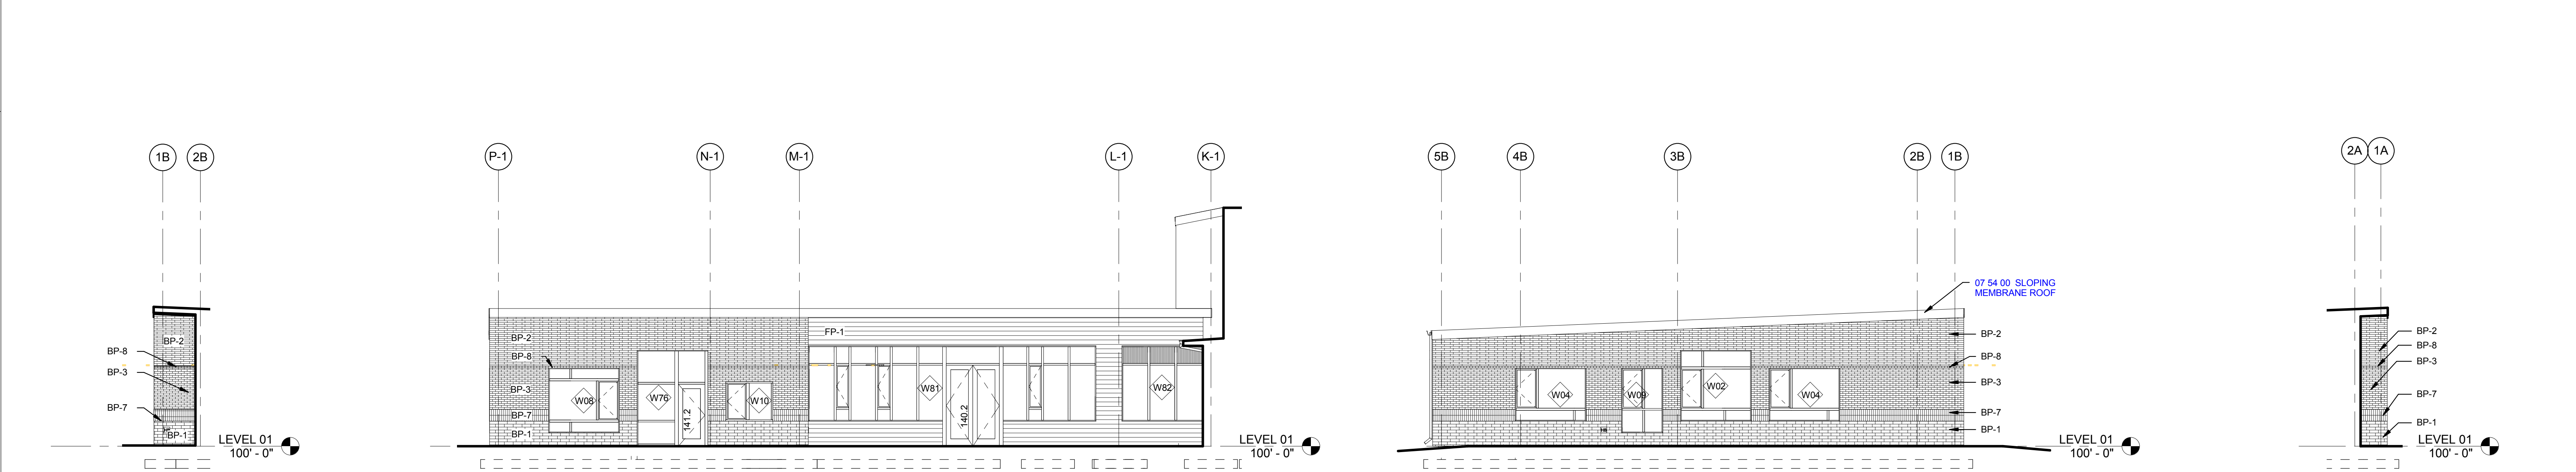 1B 2B
BP-2
BP-8
BP-3
BP-7
BP-1
LEVEL 01
100' - 0"
P-1 N-1 M-1 L-1 K-1
BP-2
FP-1
BP-8
BP-3
BP-7
BP-1
W08
W76
141.2
W10
W81
140.2
W82
LEVEL 01
100' - 0"
5B 4B 3B 2B 1B
07 54 00 SLOPING
MEMBRANE ROOF
BP-2
BP-8
BP-3
BP-7
BP-1
W04
W09
W02
W04
LEVEL 01
100' - 0"
2A 1A
BP-2
BP-8
BP-3
BP-7
BP-1
LEVEL 01
100' - 0"